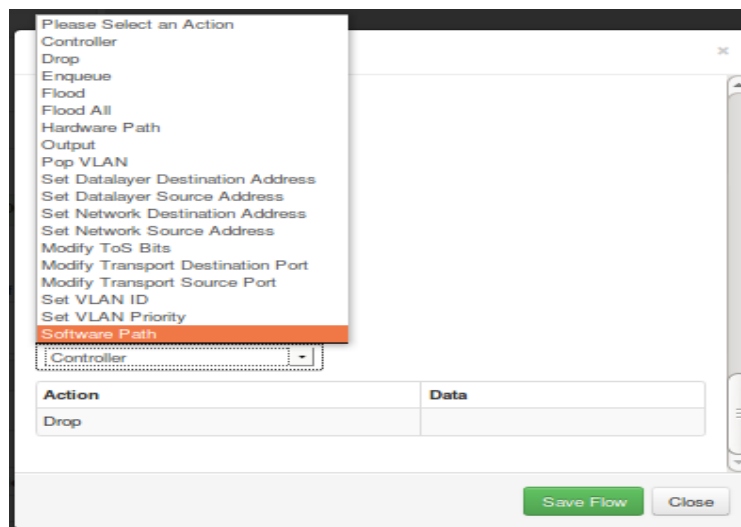 Please Select an Action
Controller
Drop
Enqueue
Flood
Flood All
Hardware Path
Output
Pop VLAN
Set Datalayer Destination Address
Set Datalayer Source Address
Set Network Destination Address
Set Network Source Address
Modify ToS Bits
Modify Transport Destination Port
Modify Transport Source Port
Set VLAN ID
Set VLAN Priority
Software Path
Controller
Action Data
Drop
Save Flow Close